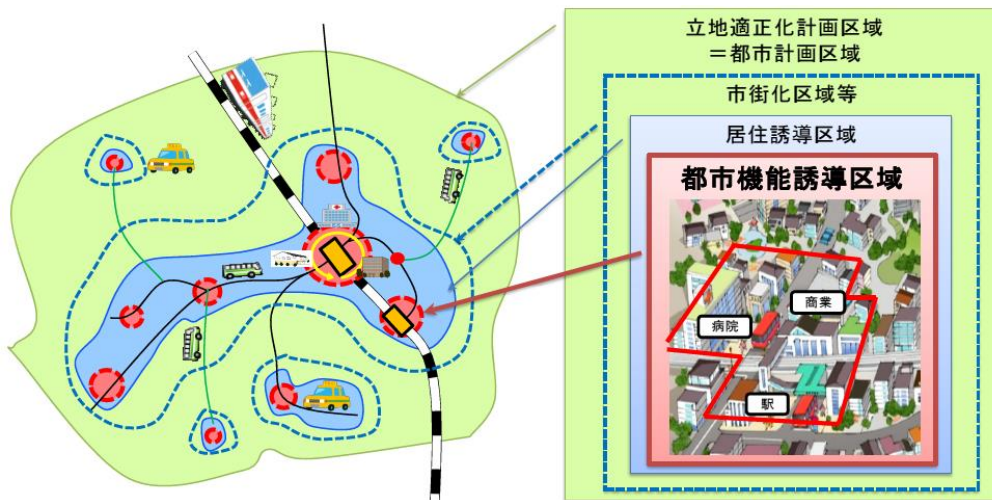 立地適正化計画区域
＝都市計画区域
市街化区域等
居住誘導区域
都市機能誘導区域
商業
病院
駅